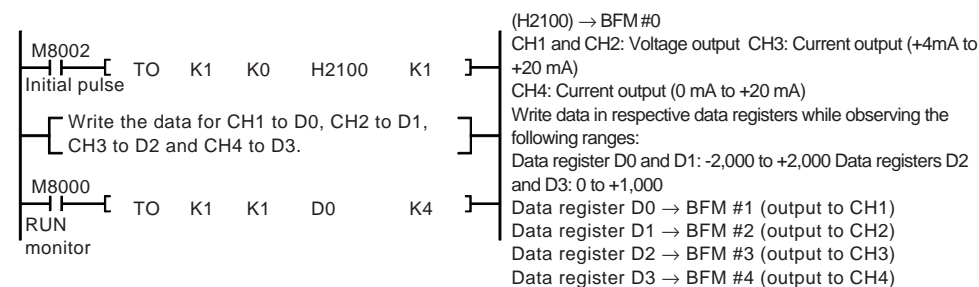 M8002
TO K1 K0 H2100 K1
Initial pulse
Write the data for CH1 to D0, CH2 to D1,
CH3 to D2 and CH4 to D3.
M8000
TO K1 K1 D0 K4
RUN
monitor
(H2100) → BFM #0
CH1 and CH2: Voltage output CH3: Current output (+4mA to
+20 mA)
CH4: Current output (0 mA to +20 mA)
Write data in respective data registers while observing the
following ranges:
Data register D0 and D1: -2,000 to +2,000 Data registers D2
and D3: 0 to +1,000
Data register D0 → BFM #1 (output to CH1)
Data register D1 → BFM #2 (output to CH2)
Data register D2 → BFM #3 (output to CH3)
Data register D3 → BFM #4 (output to CH4)